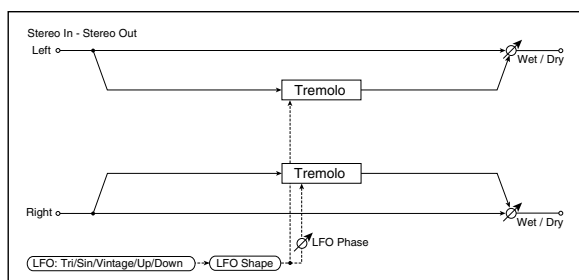 Stereo In - Stereo Out
Left
Wet / Dry
Tremolo
Tremolo
Right
Wet / Dry
LFO Phase
LFO: Tri/Sin/Vintage/Up/Down
LFO Shape